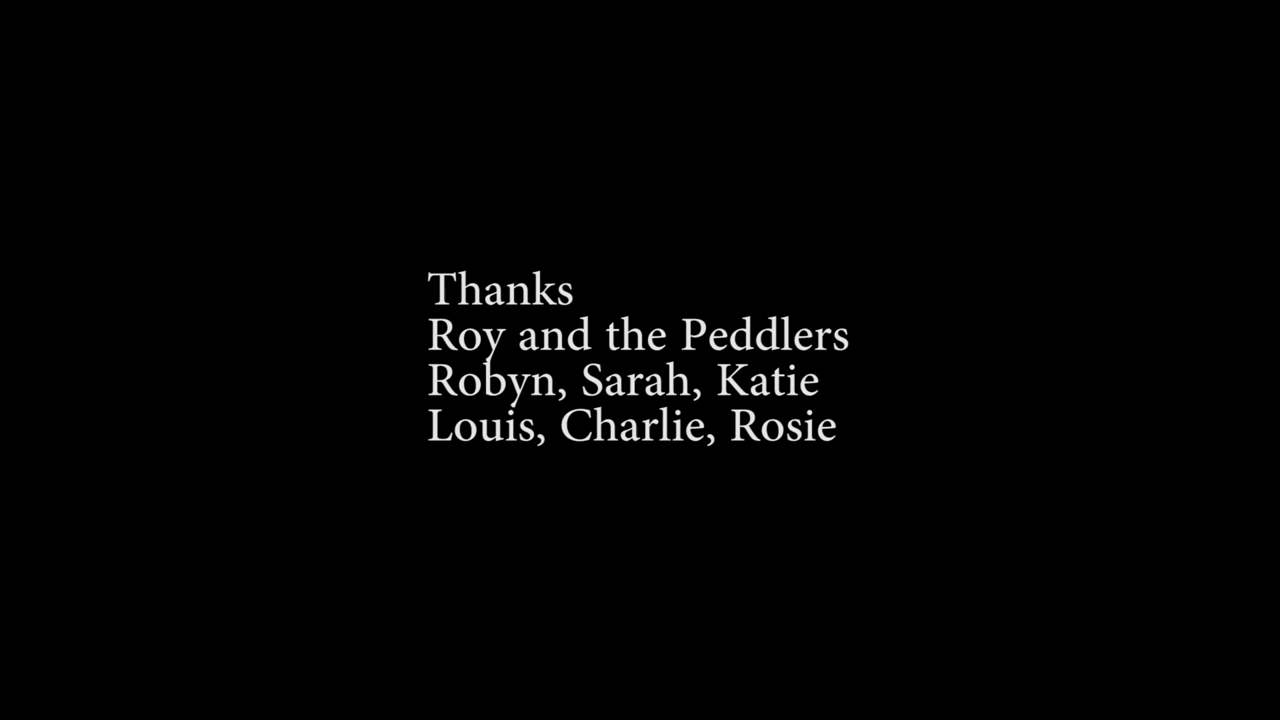 Thanks
Roy and the Peddlers
Robyn, Sarah, Katie
Louis, Charlie, Rosie